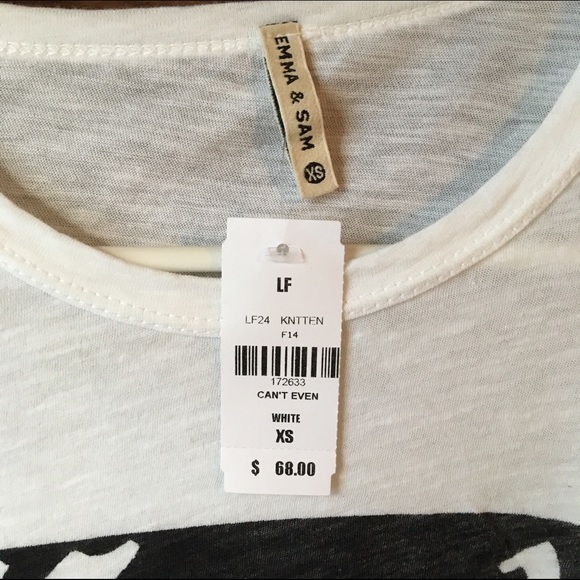 EMMA & SAM
XS
LF
LF24 KNTTEN
F14
172633
CAN'T EVEN
WHITE
XS
$ 68.00